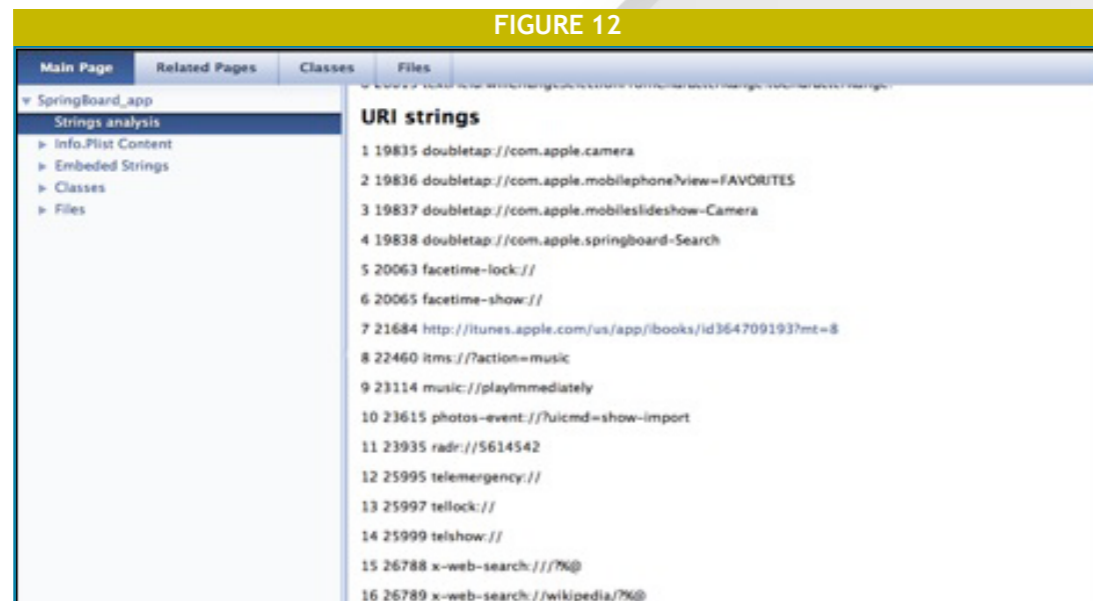 FIGURE 12
Main Page Related Pages Classes Files
SpringBoard_app
Strings analysis
Info.Plist Content
Embeded Strings
Classes
Files
URI strings
1 19835 doubletap://com.apple.camera
2 19836 doubletap://com.apple.mobilephone?view=FAVORITES
3 19837 doubletap://com.apple.mobileslideshow-Camera
4 19838 doubletap://com.apple.springboard-Search
5 20063 facetime-lock://
6 20065 facetime-show://
7 21684 http://itunes.apple.com/us/app/ibooks/id364709193?mt=8
8 22460 itms://?action=music
9 23114 music://playImmediately
10 23615 photos-event://?uicmd=show-import
11 23935 radr://5614542
12 25995 telemergency://
13 25997 tellock://
14 25999 telshow://
15 26788 x-web-search:///?%@
16 26789 x-web-search://wikipedia/?%@